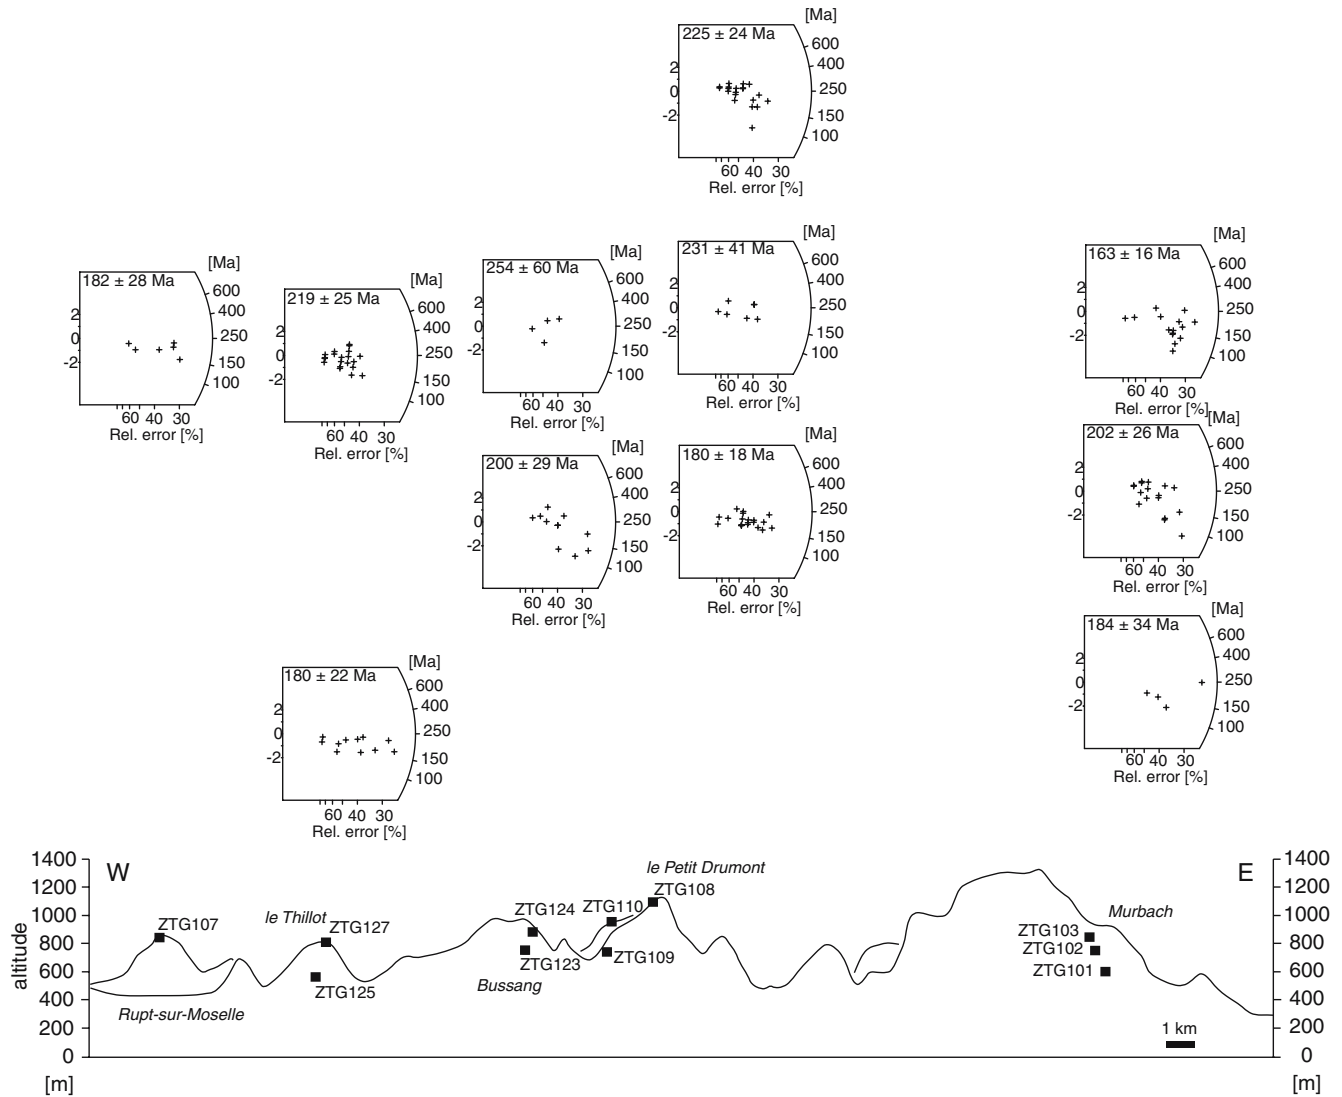 [Ma]
225 ± 24 Ma
600
400
2
0
-2
250
150
100
60 40 30
Rel. error [%]
[Ma]
182 ± 28 Ma
600
400
2
0
-2
250
150
100
60 40 30
Rel. error [%]
[Ma]
219 ± 25 Ma
600
400
2
0
-2
250
150
100
60 40 30
Rel. error [%]
[Ma]
254 ± 60 Ma
600
400
2
0
-2
250
150
100
60 40 30
Rel. error [%]
[Ma]
231 ± 41 Ma
600
400
2
0
-2
250
150
100
60 40 30
Rel. error [%]
[Ma]
163 ± 16 Ma
600
400
2
0
-2
250
150
100
60 40 30
Rel. error [%]
[Ma]
200 ± 29 Ma
600
400
2
0
-2
250
150
100
60 40 30
Rel. error [%]
[Ma]
180 ± 18 Ma
600
400
2
0
-2
250
150
100
60 40 30
Rel. error [%]
[Ma]
202 ± 26 Ma
600
400
2
0
-2
250
150
100
60 40 30
Rel. error [%]
[Ma]
184 ± 34 Ma
600
400
2
0
-2
250
150
100
60 40 30
Rel. error [%]
[Ma]
180 ± 22 Ma
600
400
2
0
-2
250
150
100
60 40 30
Rel. error [%]
W
E
altitude
1400
1200
1000
800
600
400
200
0
[m]
ZTG107
Rupt-sur-Moselle
le Thillot
ZTG127
ZTG125
ZTG124
ZTG123
Bussang
ZTG110
ZTG109
le Petit Drumont
ZTG108
Murbach
ZTG103
ZTG102
ZTG101
1 km
1400
1200
1000
800
600
400
200
0
[m]